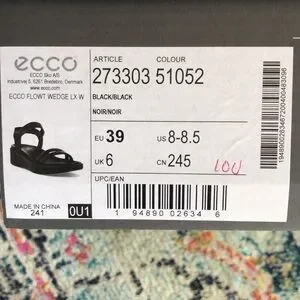 ecco
ECCO Sko A/S
Industrivej 5, 6261 Bredebro, Denmark
www.ecco.com
ECCO FLOWT WEDGE LX W
MADE IN CHINA
241
0U1
ARTICLE COLOUR
273303 51052
BLACK/BLACK
NOIR/NOIR
EU 39 US 8-8.5
UK 6 CN 245
LOU
UPC/EAN
1 94890 02634 6